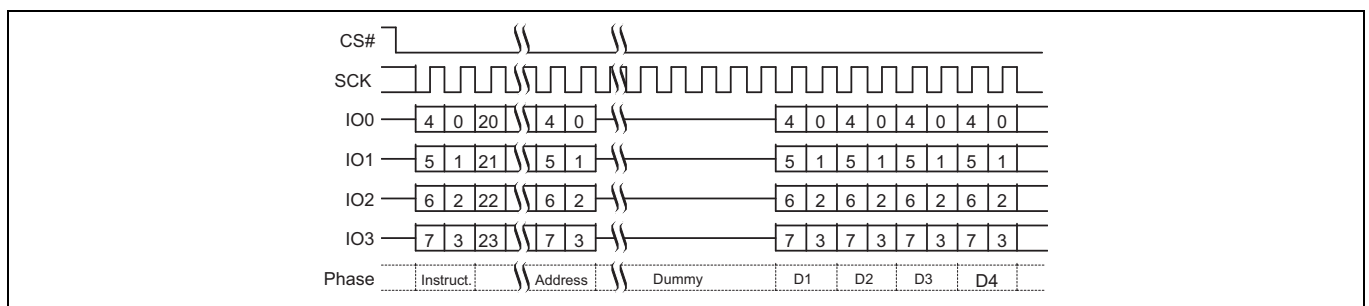 CS#
SCK
IO0 4 0 20 4 0 4 0 4 0 4 0 4 0
IO1 5 1 21 5 1 5 1 5 1 5 1 5 1
IO2 6 2 22 6 2 6 2 6 2 6 2 6 2
IO3 7 3 23 7 3 7 3 7 3 7 3 7 3
Phase Instruct. Address Dummy D1 D2 D3 D4